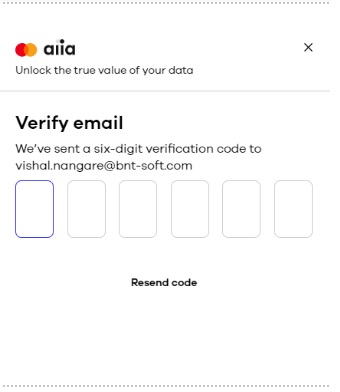 aiia
Unlock the true value of your data
Verify email
We've sent a six-digit verification code to
vishal.nangare@bnt-soft.com
Resend code